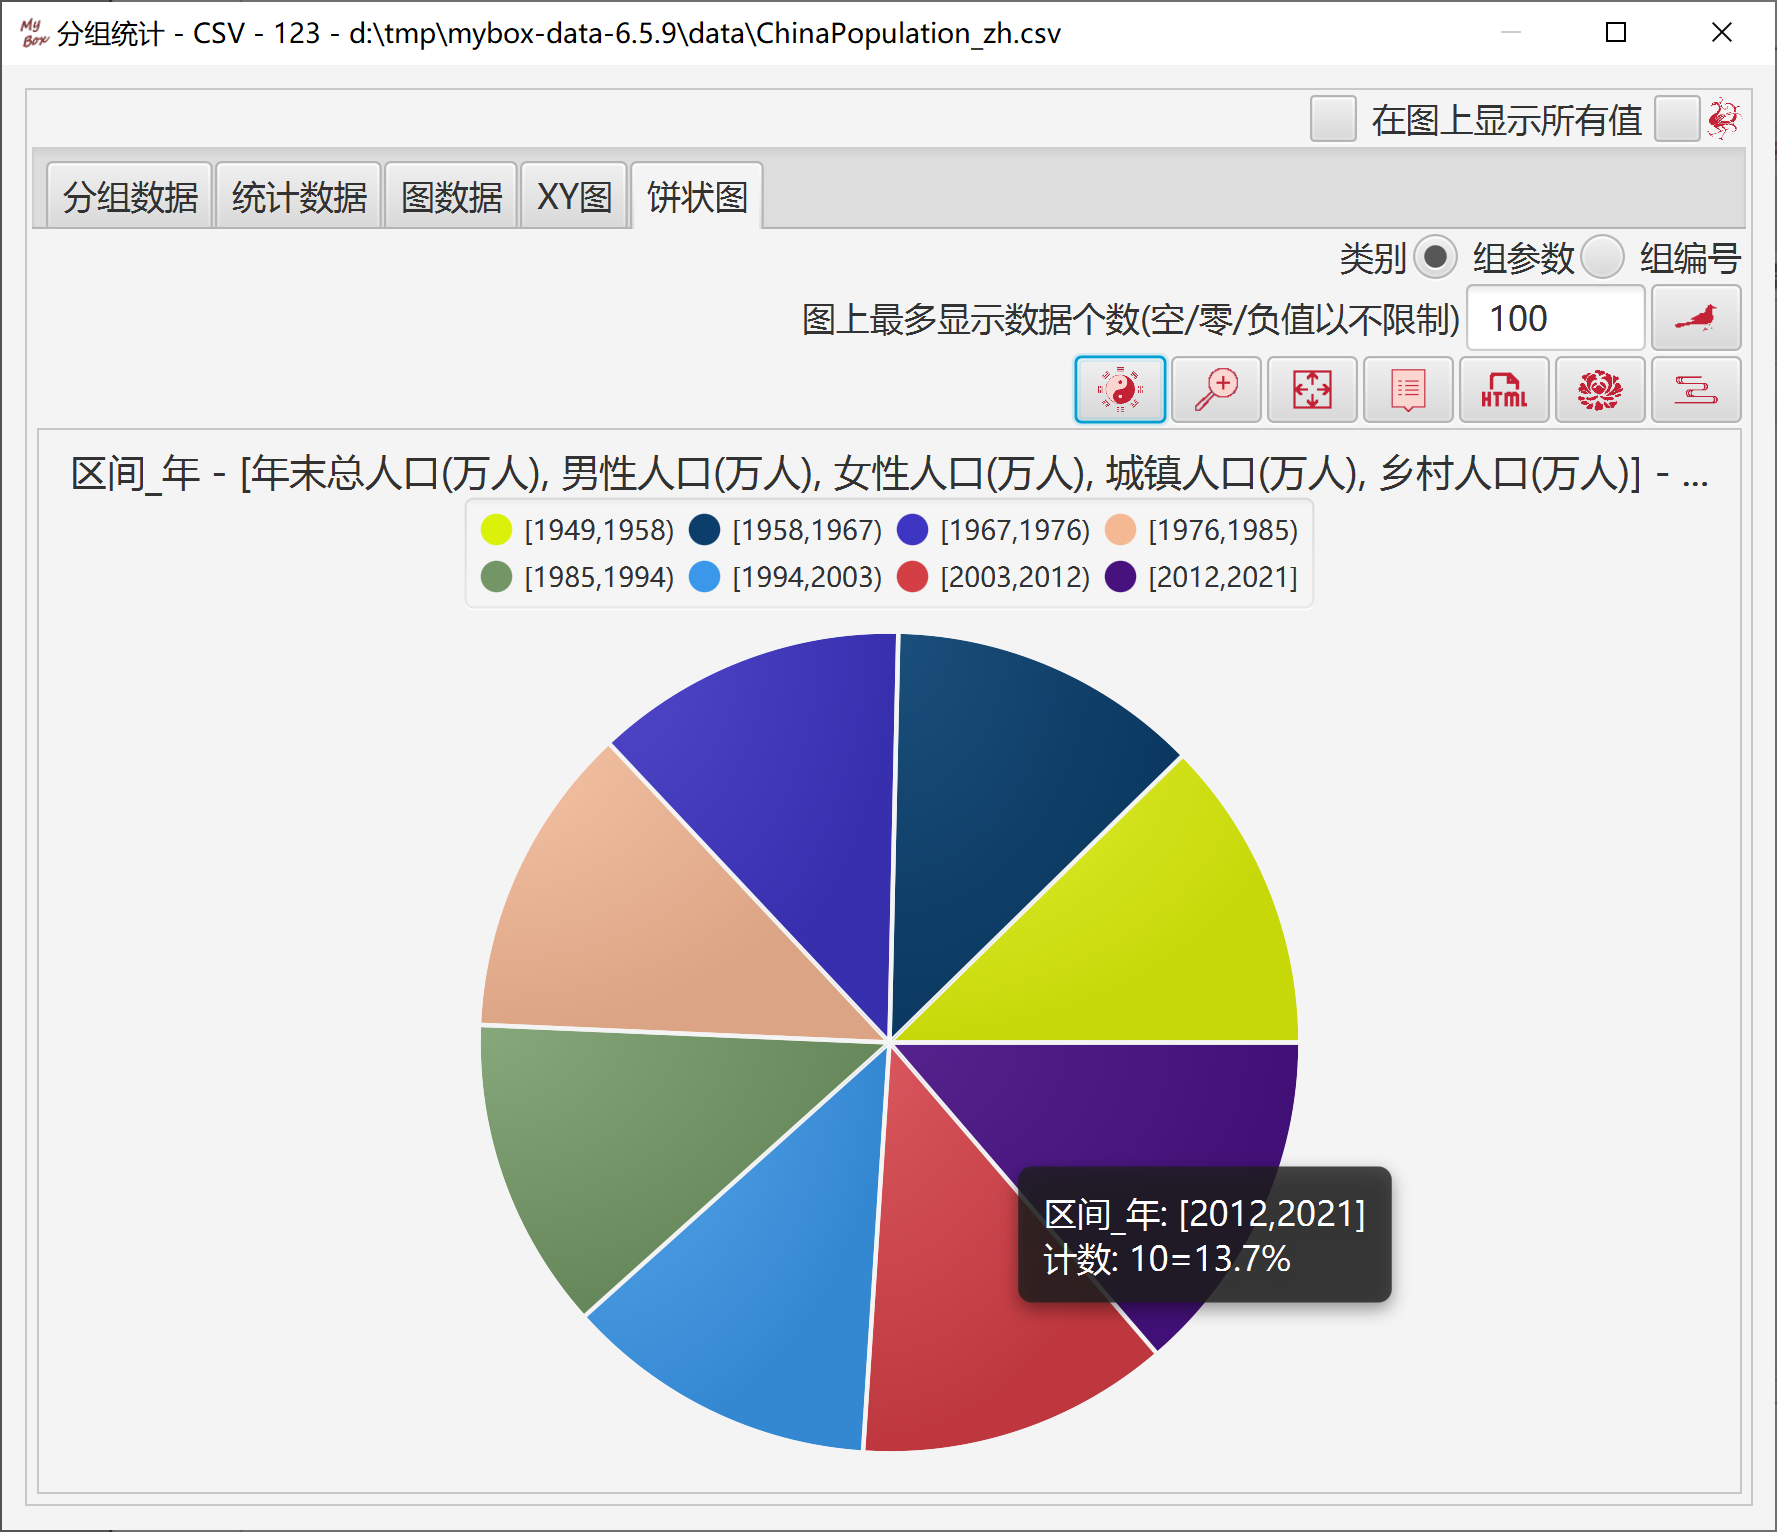 My Box 分组统计 - CSV - 123 - d:\tmp\mybox-data-6.5.9\data\ChinaPopulation_zh.csv
在图上显示所有值
分组数据 统计数据 图数据 XY图 饼状图
类别 组参数 组编号
图上最多显示数据个数(空/零/负值以不限制) 100
HTML
区间_年 - [年末总人口(万人), 男性人口(万人), 女性人口(万人), 城镇人口(万人), 乡村人口(万人)] - ...
[1949,1958) [1958,1967) [1967,1976) [1976,1985)
[1985,1994) [1994,2003) [2003,2012) [2012,2021]
区间_年: [2012,2021]
计数: 10=13.7%